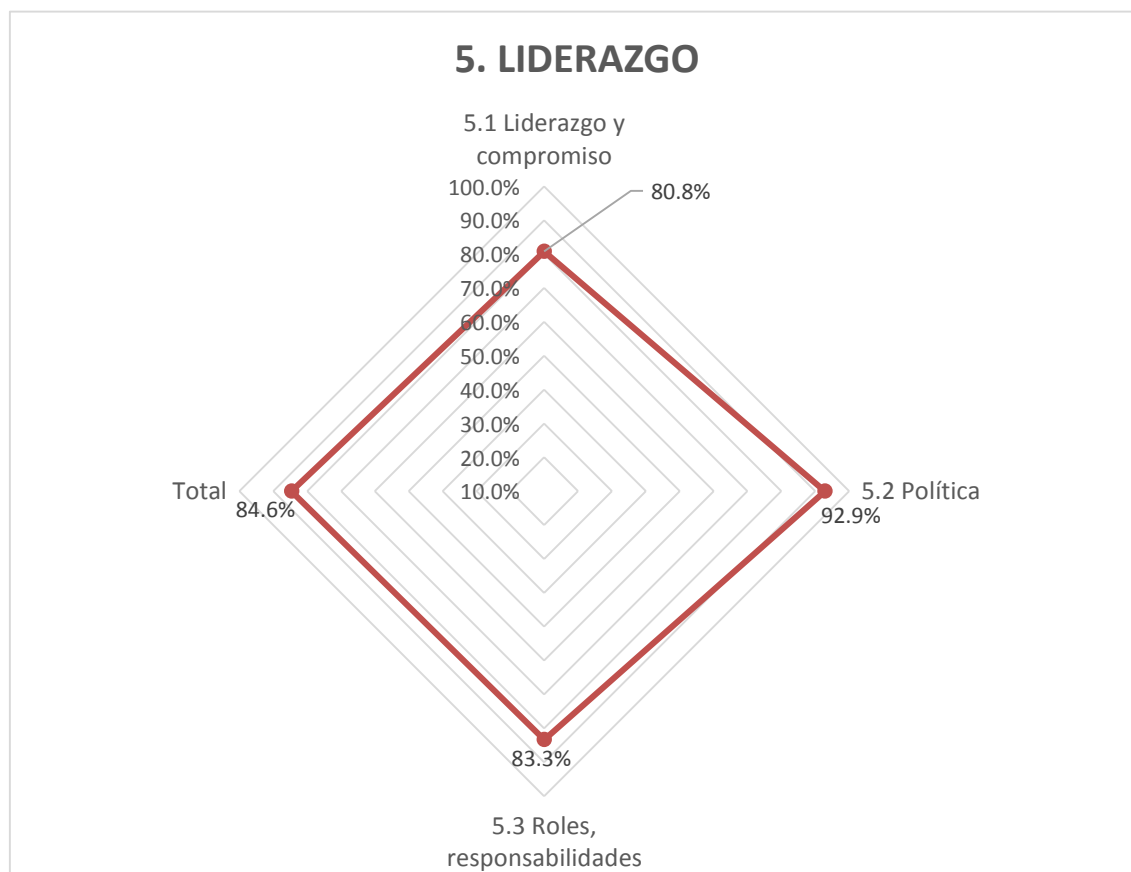 5. LIDERAZGO
5.1 Liderazgo y
compromiso
100.0%
80.8%
90.0%
80.0%
70.0%
60.0%
50.0%
40.0%
30.0%
20.0%
10.0%
Total
84.6%
5.2 Política
92.9%
83.3%
5.3 Roles,
responsabilidades